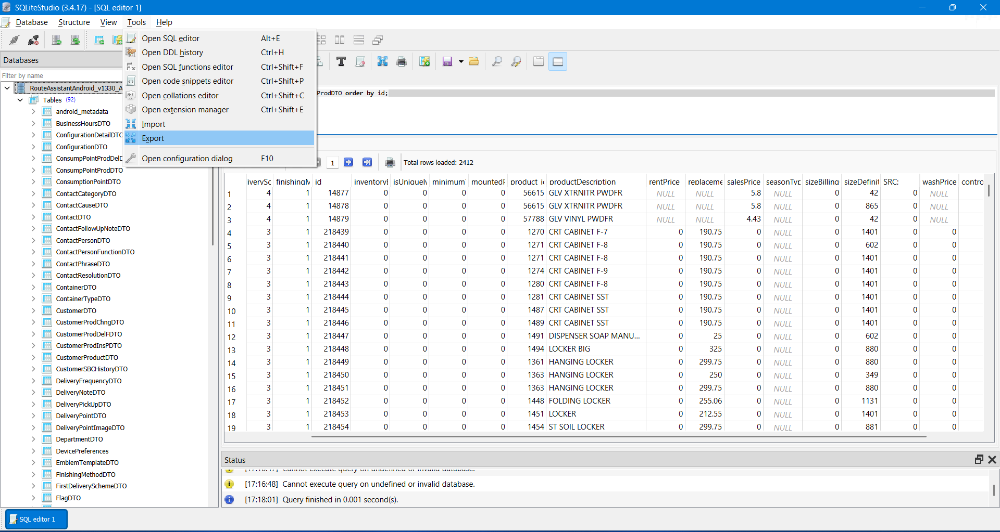 SQLiteStudio (3.4.17) - [SQL editor 1]
Database Structure View Tools Help
Open SQL editor Alt+E
Open DDL history Ctrl+H
Open SQL functions editor Ctrl+Shift+F
Open code snippets editor Ctrl+Shift+P
Open collations editor Ctrl+Shift+C
Open extension manager Ctrl+Shift+E
Import
Export
Open configuration dialog F10
Databases
Filter by name
RouteAssistantAndroid_v1330_A
Tables (92)
android_metadata
BusinessHoursDTO
ConfigurationDetailDTO
ConfigurationDTO
ConsumpPointProdDelD
ConsumpPointProdDTO
ConsumptionPointDTO
ContactCategoryDTO
ContactCauseDTO
ContactDTO
ContactFollowUpNoteDTO
ContactPersonDTO
ContactPersonFunctionDTO
ContactPhraseDTO
ContactResolutionDTO
ContainerDTO
ContainerTypeDTO
CustomerDTO
CustomerProdChngDTO
CustomerProdDelFDTO
CustomerProdInsPDTO
CustomerProductDTO
CustomerSBCHistoryDTO
DeliveryFrequencyDTO
DeliveryNoteDTO
DeliveryPickUpDTO
DeliveryPointDTO
DeliveryPointImageDTO
DepartmentDTO
DevicePreferences
EmblemTemplateDTO
FinishingMethodDTO
FirstDeliverySchemeDTO
FlagDTO
ProdDTO order by id;
1 Total rows loaded: 2412
iverySc finishingM id inventoryE isUniquely minimumT mountedF product_id productDescription rentPrice replaceme salesPrice seasonTyp sizeBilling sizeDefinit SRC; washPrice contro
1 4 1 14877 0 0 0 0 56615 GLV XTRNITR PWDFR NULL NULL 5.8 NULL 0 42 0 NULL
2 4 1 14878 0 0 0 0 56615 GLV XTRNITR PWDFR NULL NULL 5.8 NULL 0 865 0 NULL
3 4 1 14879 0 0 0 0 57788 GLV VINYL PWDFR NULL NULL 4.43 NULL 0 42 0 NULL
4 3 1 218439 0 0 0 0 1270 CRT CABINET F-7 0 190.75 0 NULL 0 1401 0 0
5 3 1 218440 0 0 0 0 1271 CRT CABINET F-8 0 190.75 0 NULL 0 602 0 0
6 3 1 218441 0 0 0 0 1271 CRT CABINET F-8 0 190.75 0 NULL 0 1401 0 0
7 3 1 218442 0 0 0 0 1274 CRT CABINET F-9 0 190.75 0 NULL 0 1401 0 0
8 3 1 218443 0 0 0 0 1280 CRT CABINET F-8 0 190.75 0 NULL 0 1401 0 0
9 3 1 218444 0 0 0 0 1281 CRT CABINET SST 0 190.75 0 NULL 0 1401 0 0
10 3 1 218445 0 0 0 0 1487 CRT CABINET SST 0 190.75 0 NULL 0 1401 0 0
11 3 1 218446 0 0 0 0 1489 CRT CABINET SST 0 190.75 0 NULL 0 1401 0 0
12 3 1 218447 0 0 0 0 1491 DISPENSER SOAP MANU... 0 25 0 NULL 0 602 0 0
13 3 1 218448 0 0 0 0 1494 LOCKER BIG 0 325 0 NULL 0 880 0 0
14 3 1 218449 0 0 0 0 1361 HANGING LOCKER 0 299.75 0 NULL 0 880 0 0
15 3 1 218450 0 0 0 0 1363 HANGING LOCKER 0 250 0 NULL 0 349 0 0
16 3 1 218451 0 0 0 0 1363 HANGING LOCKER 0 299.75 0 NULL 0 880 0 0
17 3 1 218452 0 0 0 0 1448 FOLDING LOCKER 0 255.06 0 NULL 0 1131 0 0
18 3 1 218453 0 0 0 0 1451 LOCKER 0 212.55 0 NULL 0 1401 0 0
19 3 1 218454 0 0 0 0 1454 ST SOIL LOCKER 0 299.75 0 NULL 0 881 0 0
Status
[17:16:47] Cannot execute query on undefined or invalid database.
[17:16:48] Cannot execute query on undefined or invalid database.
[17:18:01] Query finished in 0.001 second(s).
SQL editor 1